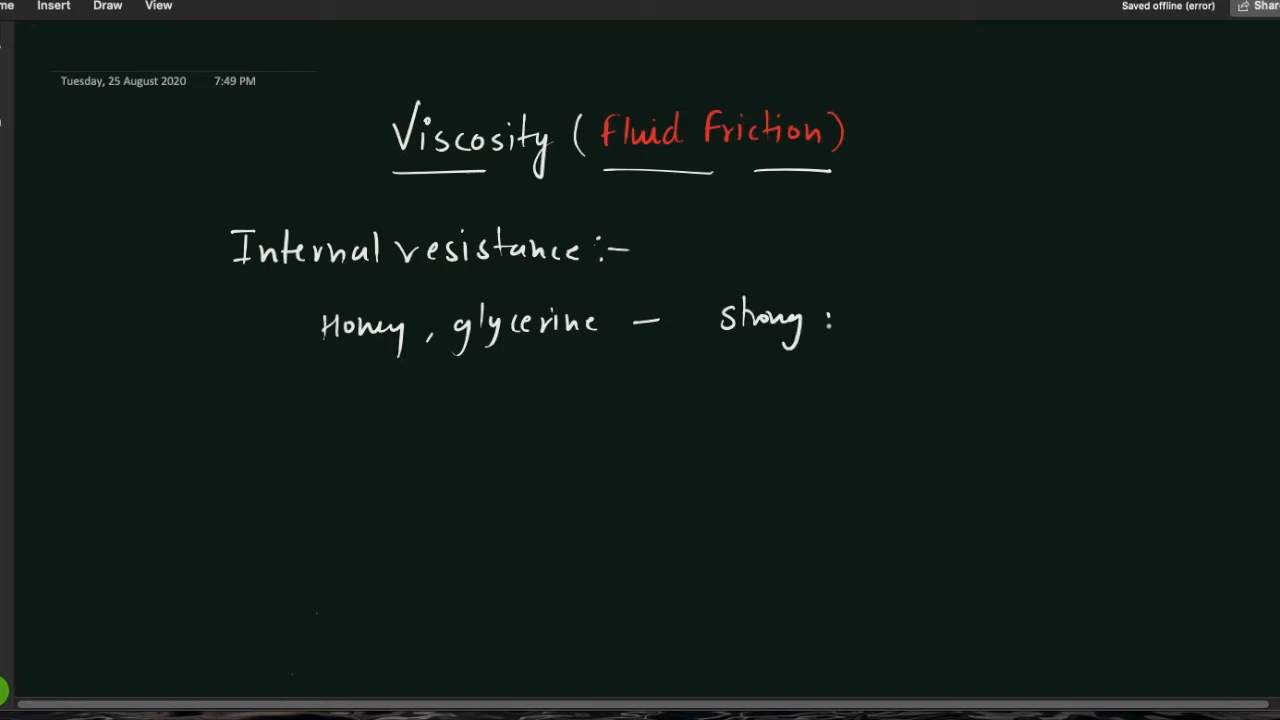 Insert Draw View Saved offline (error)
Tuesday, 25 August 2020 7:49 PM
Viscosity (Fluid Friction)
Internal resistance :-
Honey, glycerine - Strong :